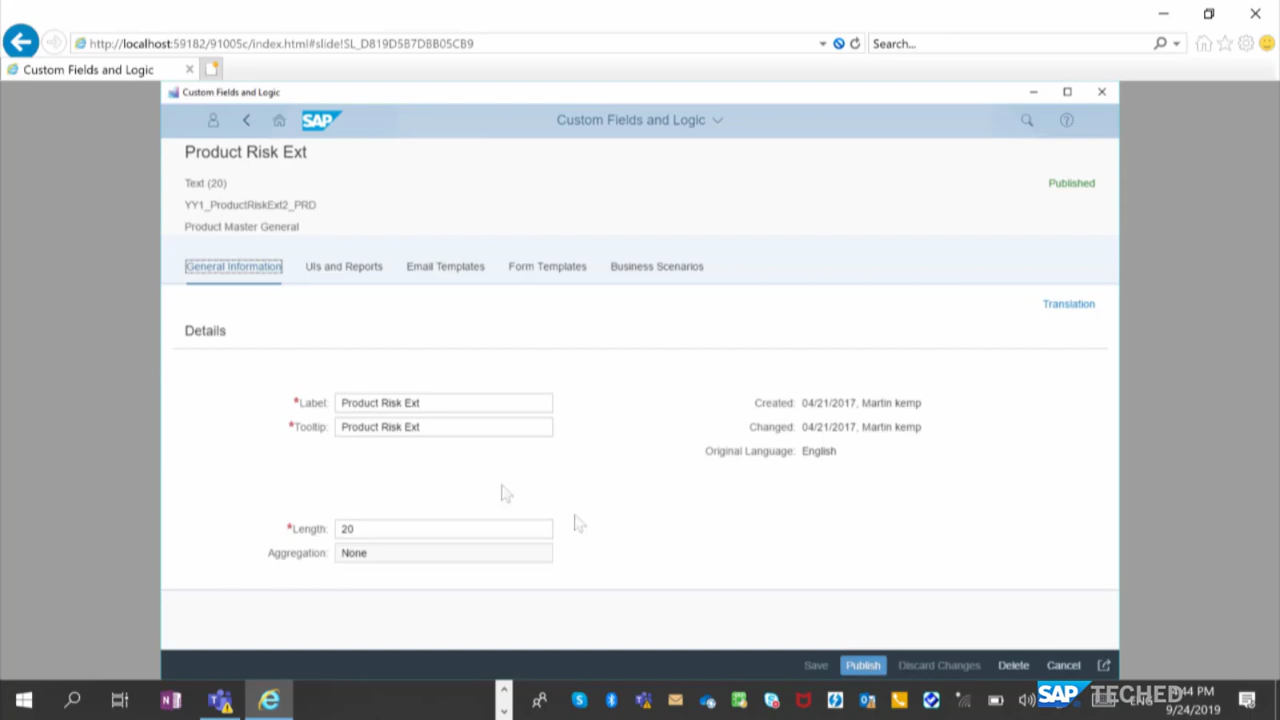 http://localhost:59182/91005c/index.html#slide!SL_D819D5B7DBB05CB9
Search...
Custom Fields and Logic
Custom Fields and Logic
SAP
Custom Fields and Logic
Product Risk Ext
Text (20)
Published
YY1_ProductRiskExt2_PRD
Product Master General
General Information
UIs and Reports
Email Templates
Form Templates
Business Scenarios
Translation
Details
*Label: Product Risk Ext
Created: 04/21/2017, Martin kemp
*Tooltip: Product Risk Ext
Changed: 04/21/2017, Martin kemp
Original Language: English
*Length: 20
Aggregation: None
Save
Publish
Discard Changes
Delete
Cancel
SAP TECHED
:44 PM
9/24/2019